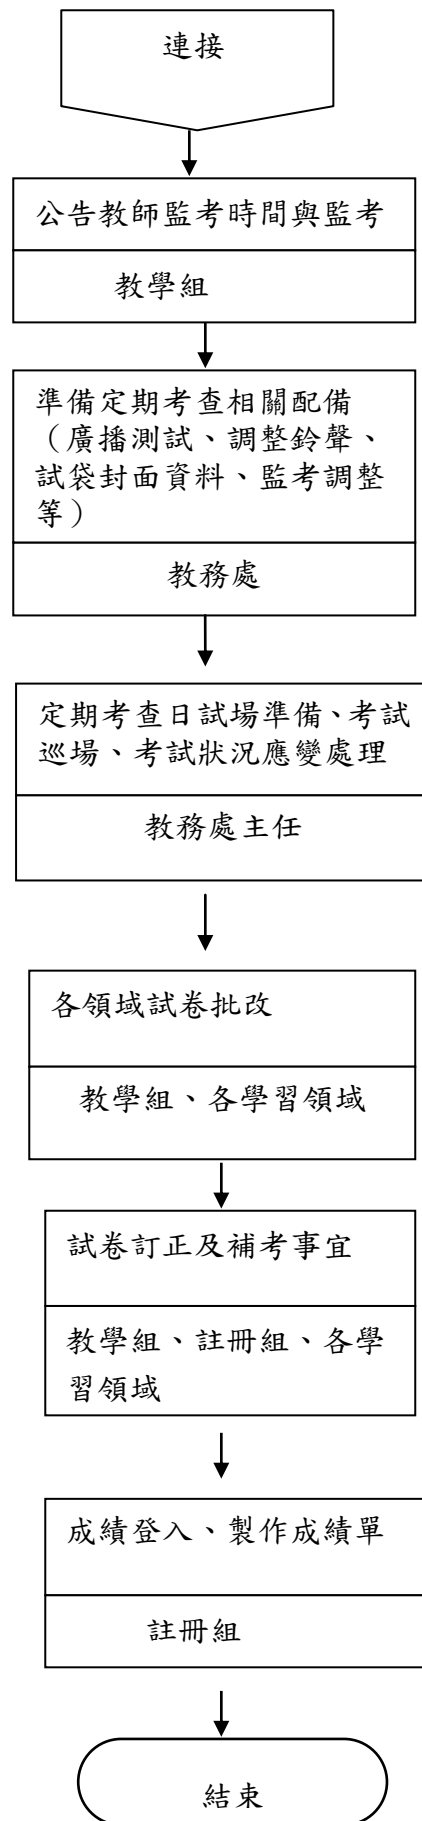 連接
公告教師監考時間與監考
教學組
準備定期考查相關配備
（廣播測試、調整鈴聲、
試袋封面資料、監考調整
等）
教務處
定期考查日試場準備、考試
巡場、考試狀況應變處理
教務處主任
各領域試卷批改
教學組、各學習領域
試卷訂正及補考事宜
教學組、註冊組、各學
習領域
成績登入、製作成績單
註冊組
結束